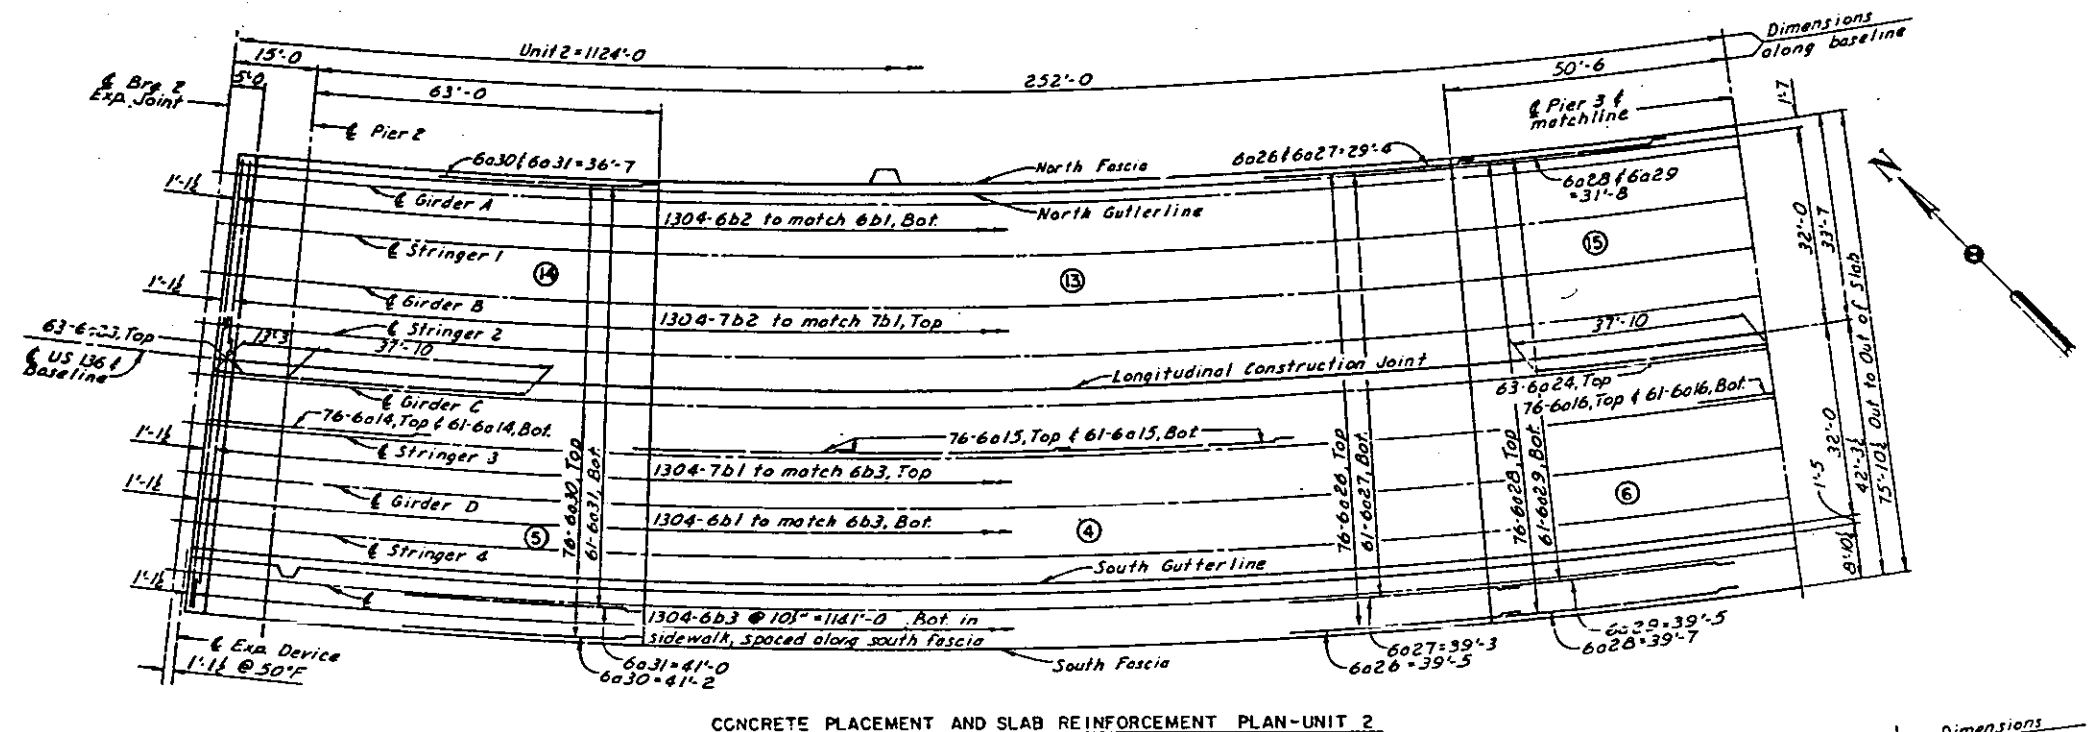 Dimensions
along baseline
Unit 2 = 1124'-0
15'-0
252'-0
50'-6
5'-0
℄ Brg. 2
Exp. Joint
63'-0
℄ Pier 2
℄ Pier 3 &
matchline
1'-7
6a30 & 6a31 = 36'-7
North Fascia
6a26 & 6a27 = 29'-4
6a28 & 6a29
= 31'-8
N
1'-1½
℄ Girder A
1304-6b2 to match 6b1, Bot.
North Gutterline
℄ Stringer 1
14
13
15
32'-0
33'-7
1'-1½
℄ Girder B
1304-7b2 to match 7b1, Top
63-6a23, Top
13'-3
℄ Stringer 2
37'-10
37'-10
℄ US 136 &
Baseline
Longitudinal Construction Joint
63-6a24, Top
76-6a16, Top & 61-6a16, Bot.
℄ Girder C
76-6a14, Top & 61-6a14, Bot.
76-6a15, Top & 61-6a15, Bot.
1'-1½
℄ Stringer 3
1304-7b1 to match 6b3, Top
76-6a30, Top
61-6a31, Bot.
76-6a26, Top
61-6a27, Bot.
76-6a28, Top
61-6a29, Bot.
1'-5
32'-0
42'-3½
75'-10½ Out to Out of Slab
8'-10½
1'-1½
℄ Girder D
1304-6b1 to match 6b3, Bot.
5
4
6
℄ Stringer 4
South Gutterline
1'-1½
℄
1304-6b3 @ 10½" = 1141'-0 Bot. in
sidewalk, spaced along south fascia
South Fascia
℄ Exp. Device
1'-1½ @ 50°F
6a31 = 41'-0
6a30 = 41'-2
6a27 = 39'-3
6a26 = 39'-5
6a29 = 39'-5
6a28 = 39'-7
CONCRETE PLACEMENT AND SLAB REINFORCEMENT PLAN-UNIT 2
Dimensions